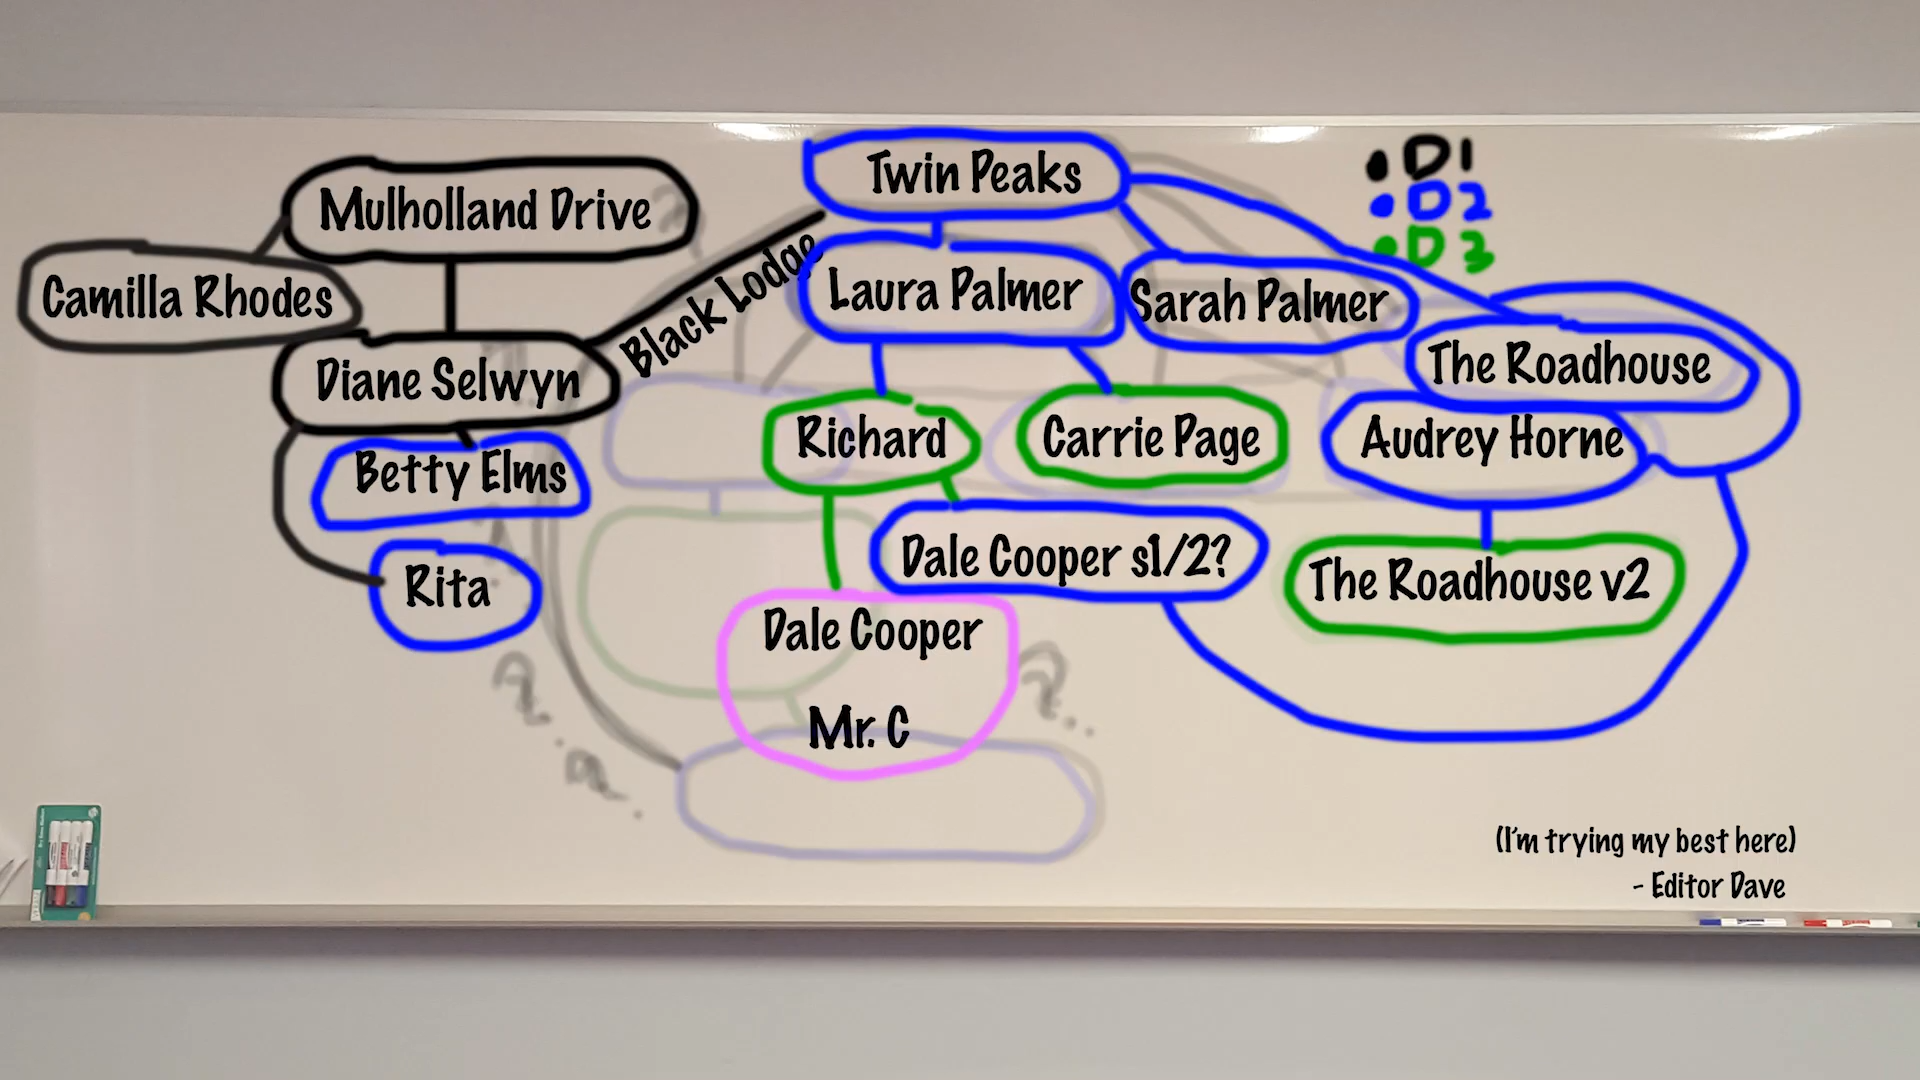 Mulholland Drive
Camilla Rhodes
Diane Selwyn
Betty Elms
Rita
Black Lodge
Twin Peaks
Laura Palmer
Sarah Palmer
The Roadhouse
Richard
Carrie Page
Audrey Horne
Dale Cooper s1/2?
The Roadhouse v2
Dale Cooper
Mr. C
D1
D2
D3
(I'm trying my best here)
- Editor Dave